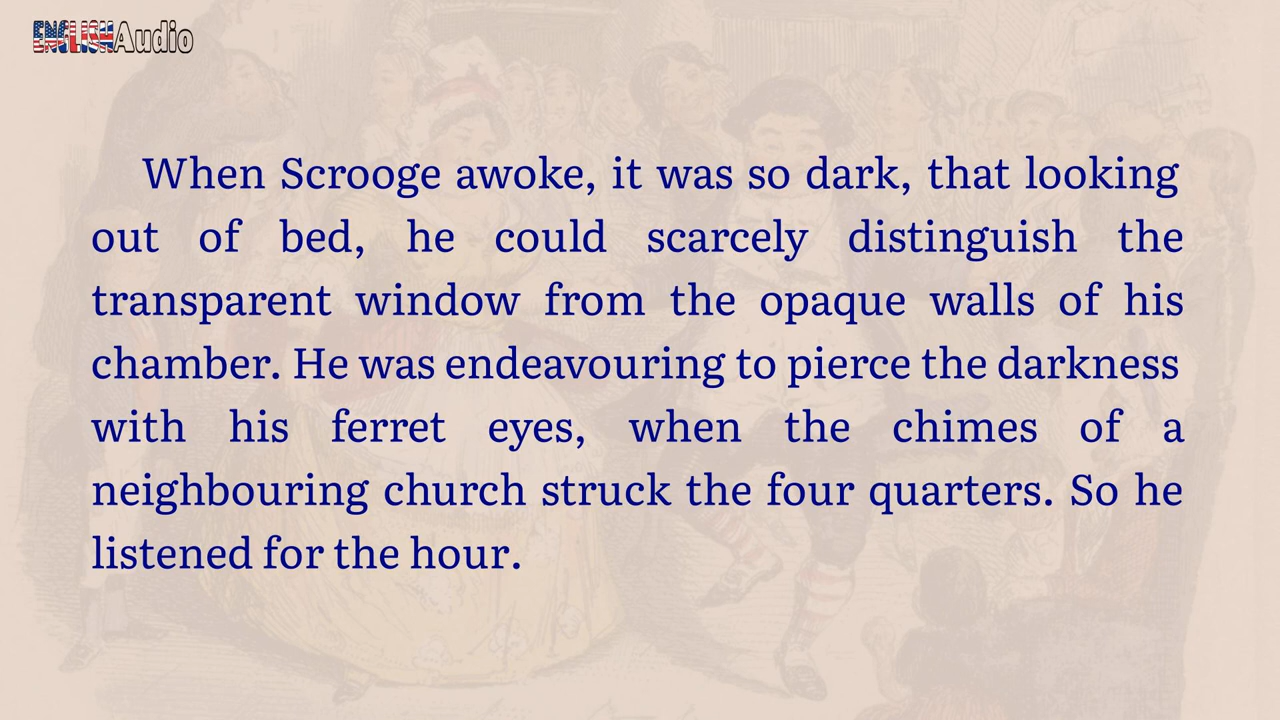 ENGLISHAudio
When Scrooge awoke, it was so dark, that looking
out of bed, he could scarcely distinguish the
transparent window from the opaque walls of his
chamber. He was endeavouring to pierce the darkness
with his ferret eyes, when the chimes of a
neighbouring church struck the four quarters. So he
listened for the hour.